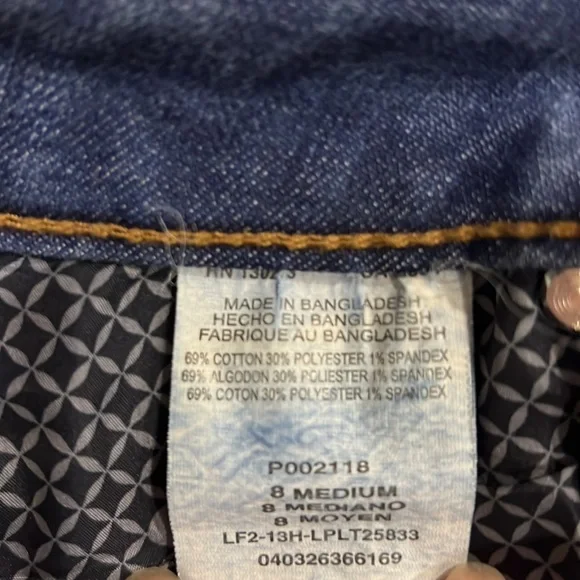 MADE IN BANGLADESH
HECHO EN BANGLADESH
FABRIQUE AU BANGLADESH
69% COTTON 30% POLYESTER 1% SPANDEX
69% ALGODON 30% POLIESTER 1% SPANDEX
69% COTON 30% POLYESTER 1% SPANDEX
P002118
8 MEDIUM
8 MEDIANO
8 MOYEN
LF2-13H-LPLT25833
040326366169